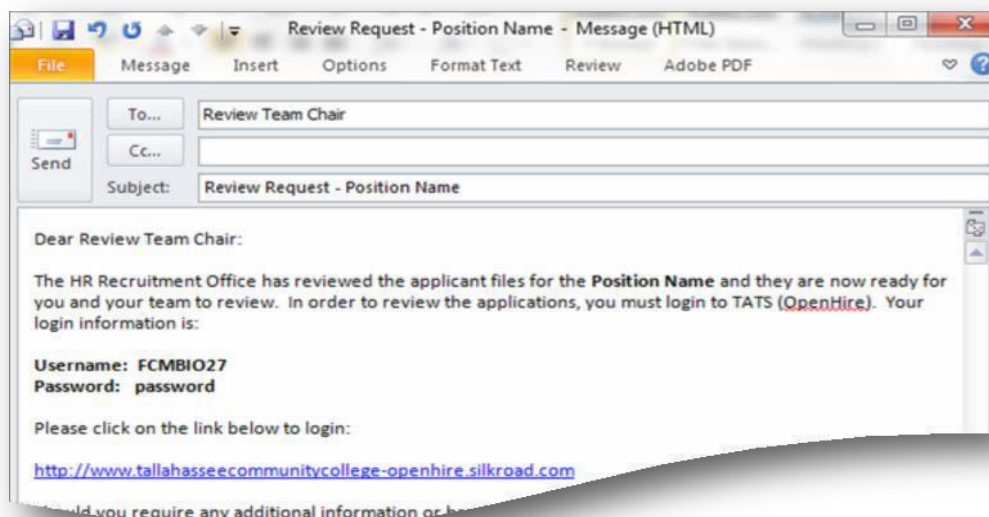 Review Request - Position Name - Message (HTML)
File Message Insert Options Format Text Review Adobe PDF
To... Review Team Chair
Cc...
Send
Subject: Review Request - Position Name
Dear Review Team Chair:
The HR Recruitment Office has reviewed the applicant files for the Position Name and they are now ready for
you and your team to review. In order to review the applications, you must login to TATS (OpenHire). Your
login information is:
Username: FCMBIO27
Password: password
Please click on the link below to login:
http://www.tallahasseecommunitycollege-openhire.silkroad.com
you require any additional information or